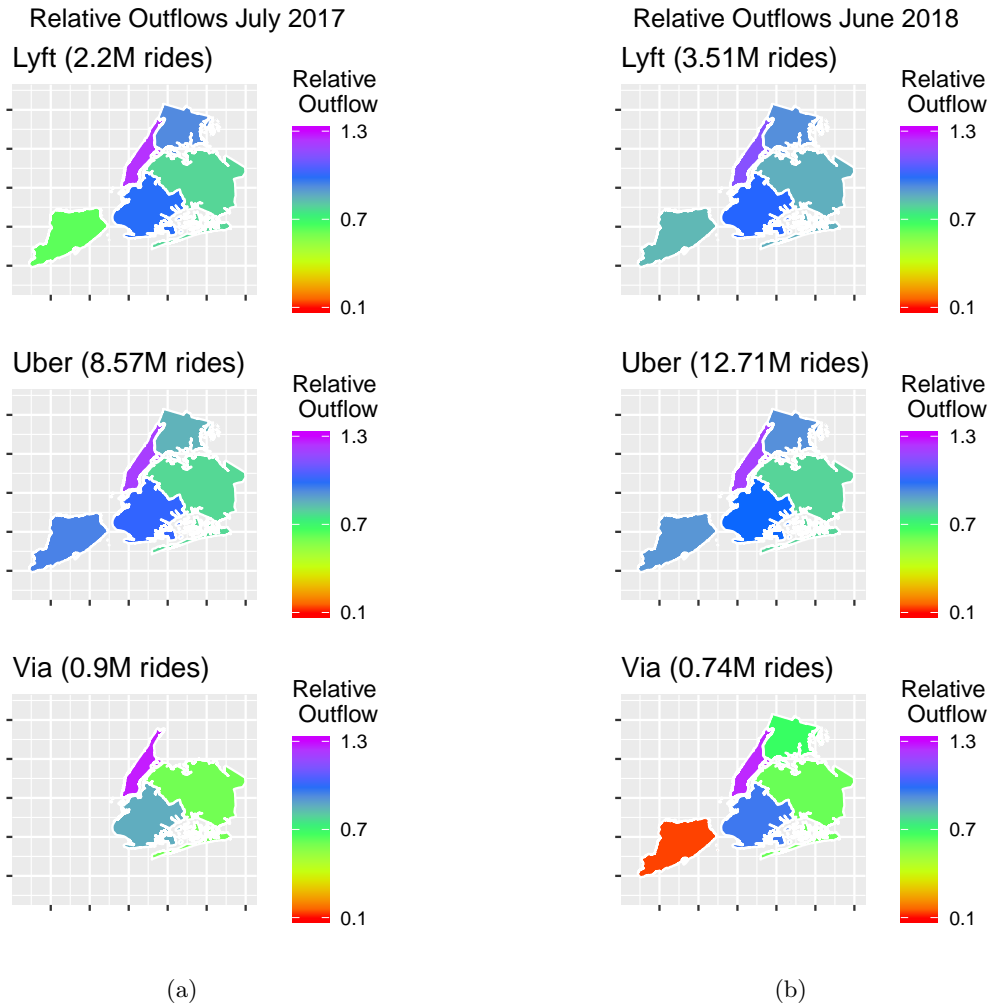 Relative Outflows July 2017
Lyft (2.2M rides)
Relative
Outflow
1.3
0.7
0.1
Uber (8.57M rides)
Relative
Outflow
1.3
0.7
0.1
Via (0.9M rides)
Relative
Outflow
1.3
0.7
0.1
(a)
Relative Outflows June 2018
Lyft (3.51M rides)
Relative
Outflow
1.3
0.7
0.1
Uber (12.71M rides)
Relative
Outflow
1.3
0.7
0.1
Via (0.74M rides)
Relative
Outflow
1.3
0.7
0.1
(b)